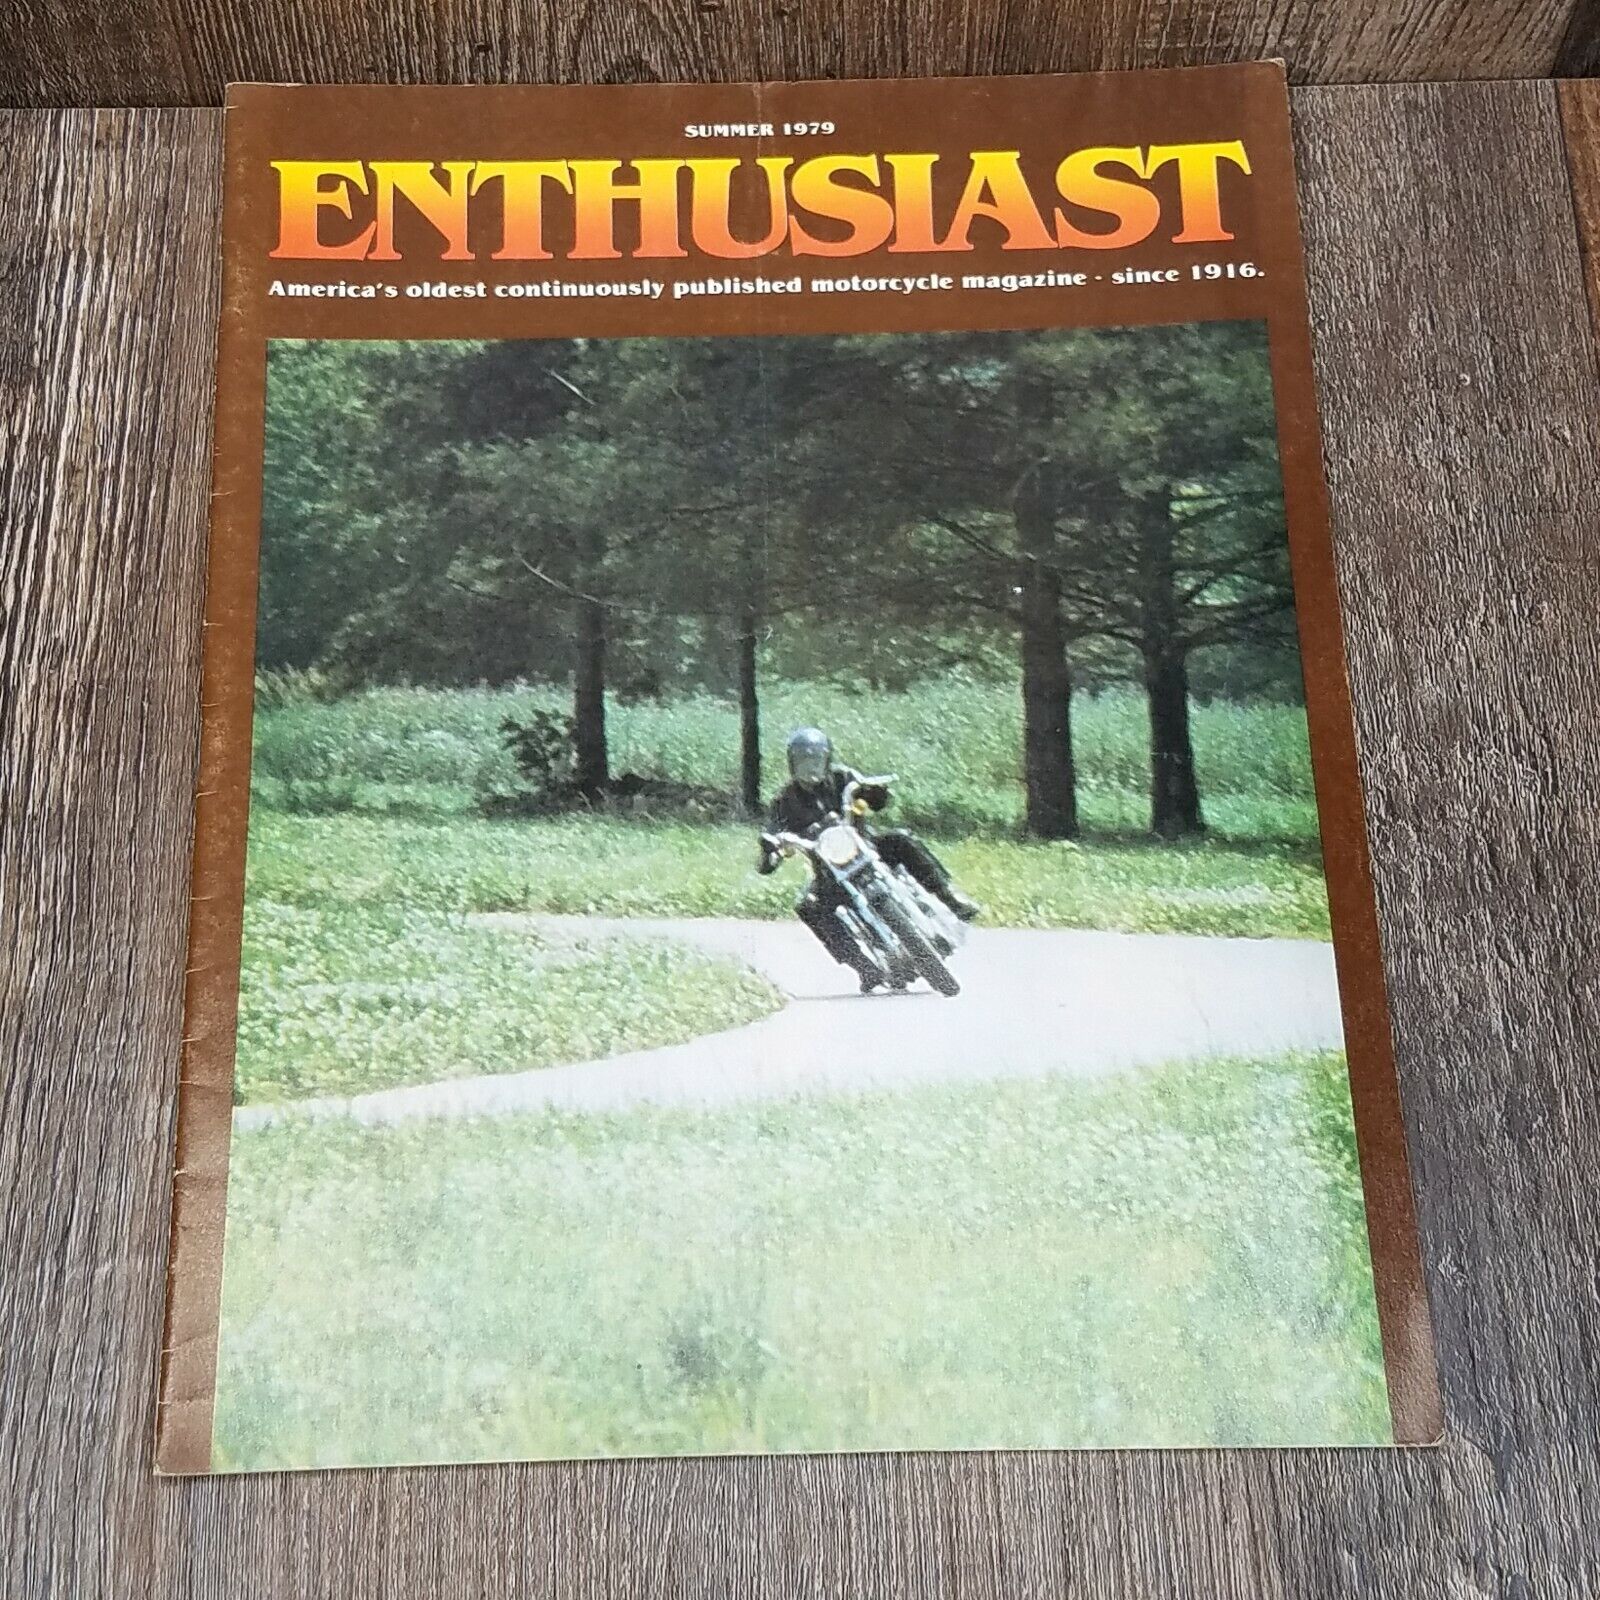 SUMMER 1979
ENTHUSIAST
America's oldest continuously published motorcycle magazine - since 1916.